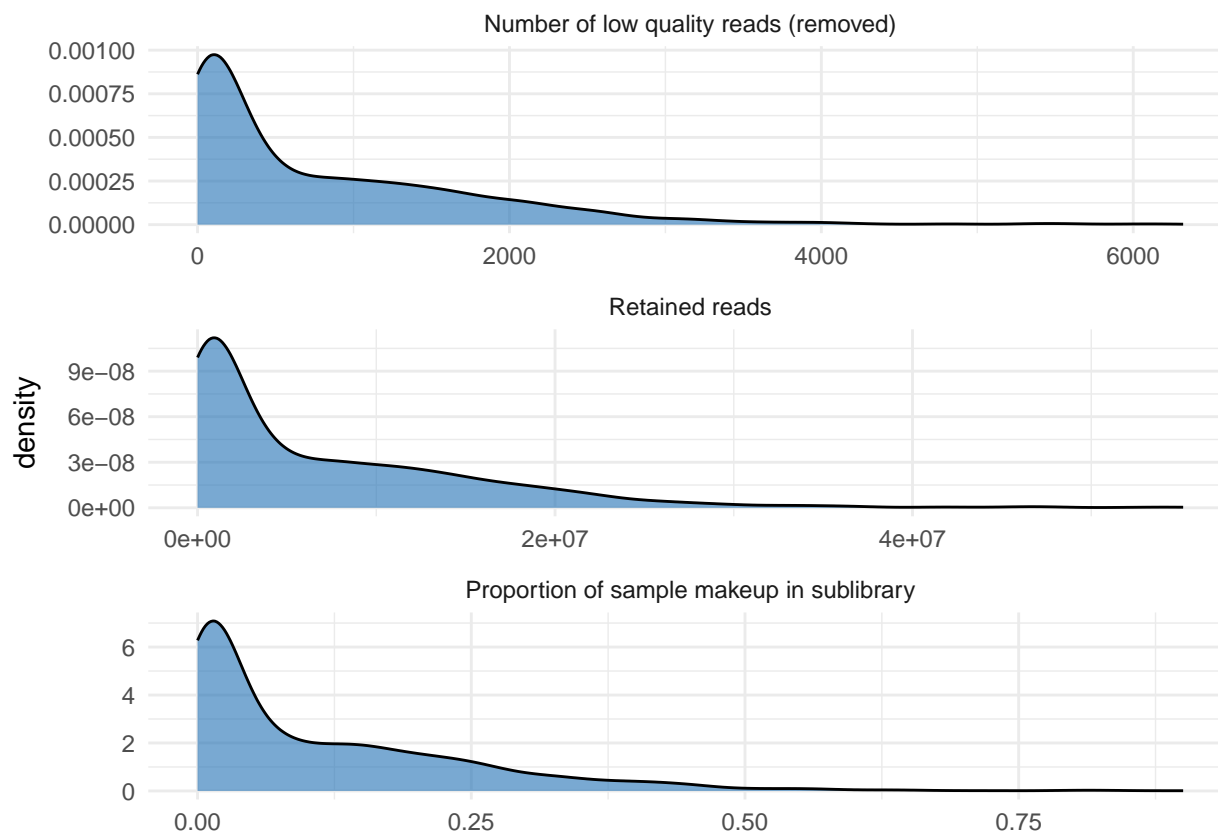 Number of low quality reads (removed)
0.00100
0.00075
0.00050
0.00025
0.00000
0 2000 4000 6000
Retained reads
density
9e−08
6e−08
3e−08
0e+00
0e+00 2e+07 4e+07
Proportion of sample makeup in sublibrary
6
4
2
0
0.00 0.25 0.50 0.75